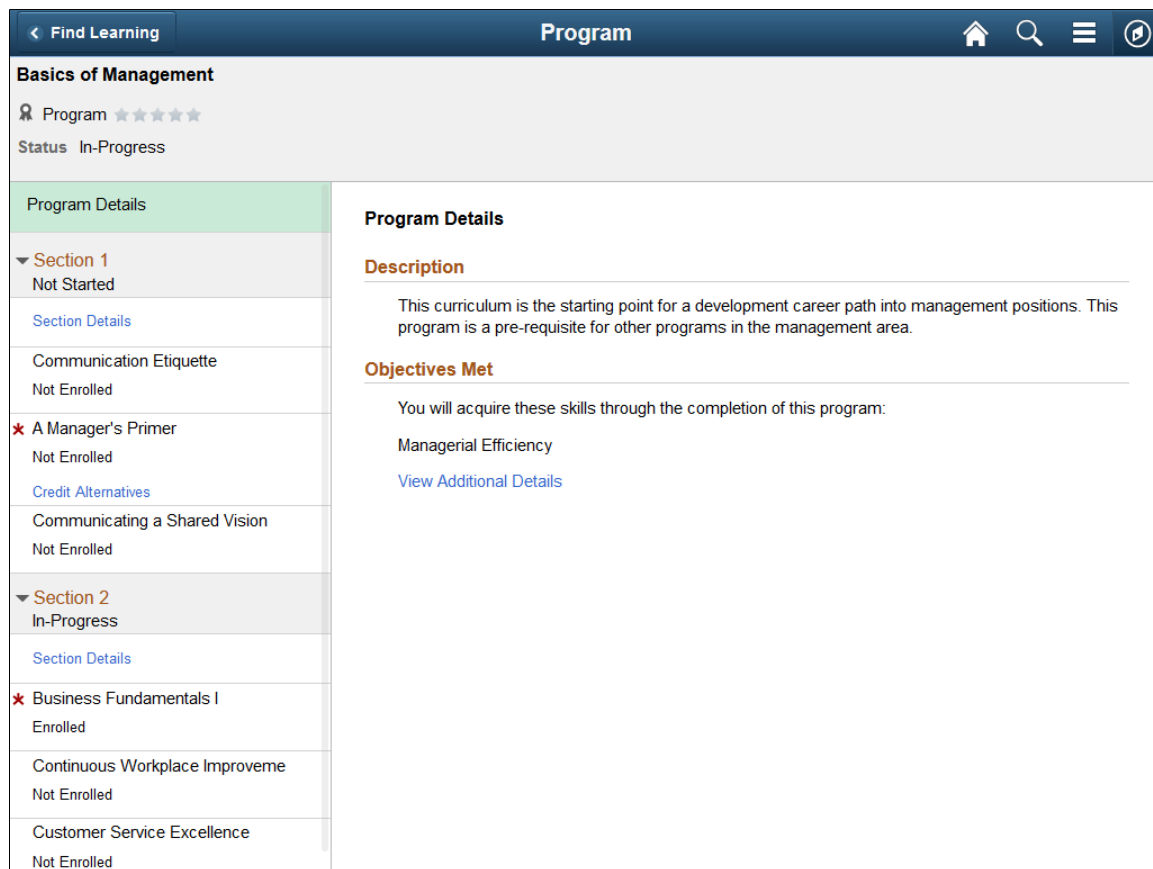 Find Learning
Program
Basics of Management
Program
Status In-Progress
Program Details
Section 1
Not Started
Section Details
Communication Etiquette
Not Enrolled
A Manager's Primer
Not Enrolled
Credit Alternatives
Communicating a Shared Vision
Not Enrolled
Section 2
In-Progress
Section Details
Business Fundamentals I
Enrolled
Continuous Workplace Improveme
Not Enrolled
Customer Service Excellence
Not Enrolled
Program Details
Description
This curriculum is the starting point for a development career path into management positions. This
program is a pre-requisite for other programs in the management area.
Objectives Met
You will acquire these skills through the completion of this program:
Managerial Efficiency
View Additional Details